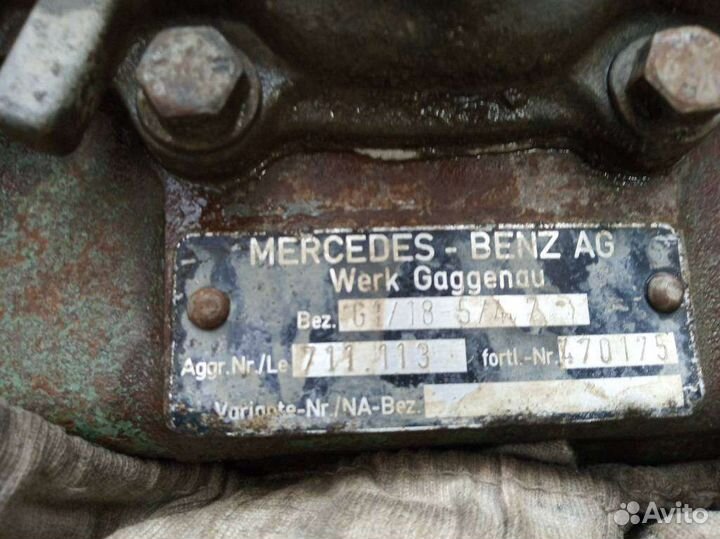 MERCEDES - BENZ AG
Werk Gaggenau
Bez. G1/18-5/4,7
Aggr.Nr./Le 711.113 fortl.-Nr. 470175
Variante-Nr./NA-Bez.
Avito